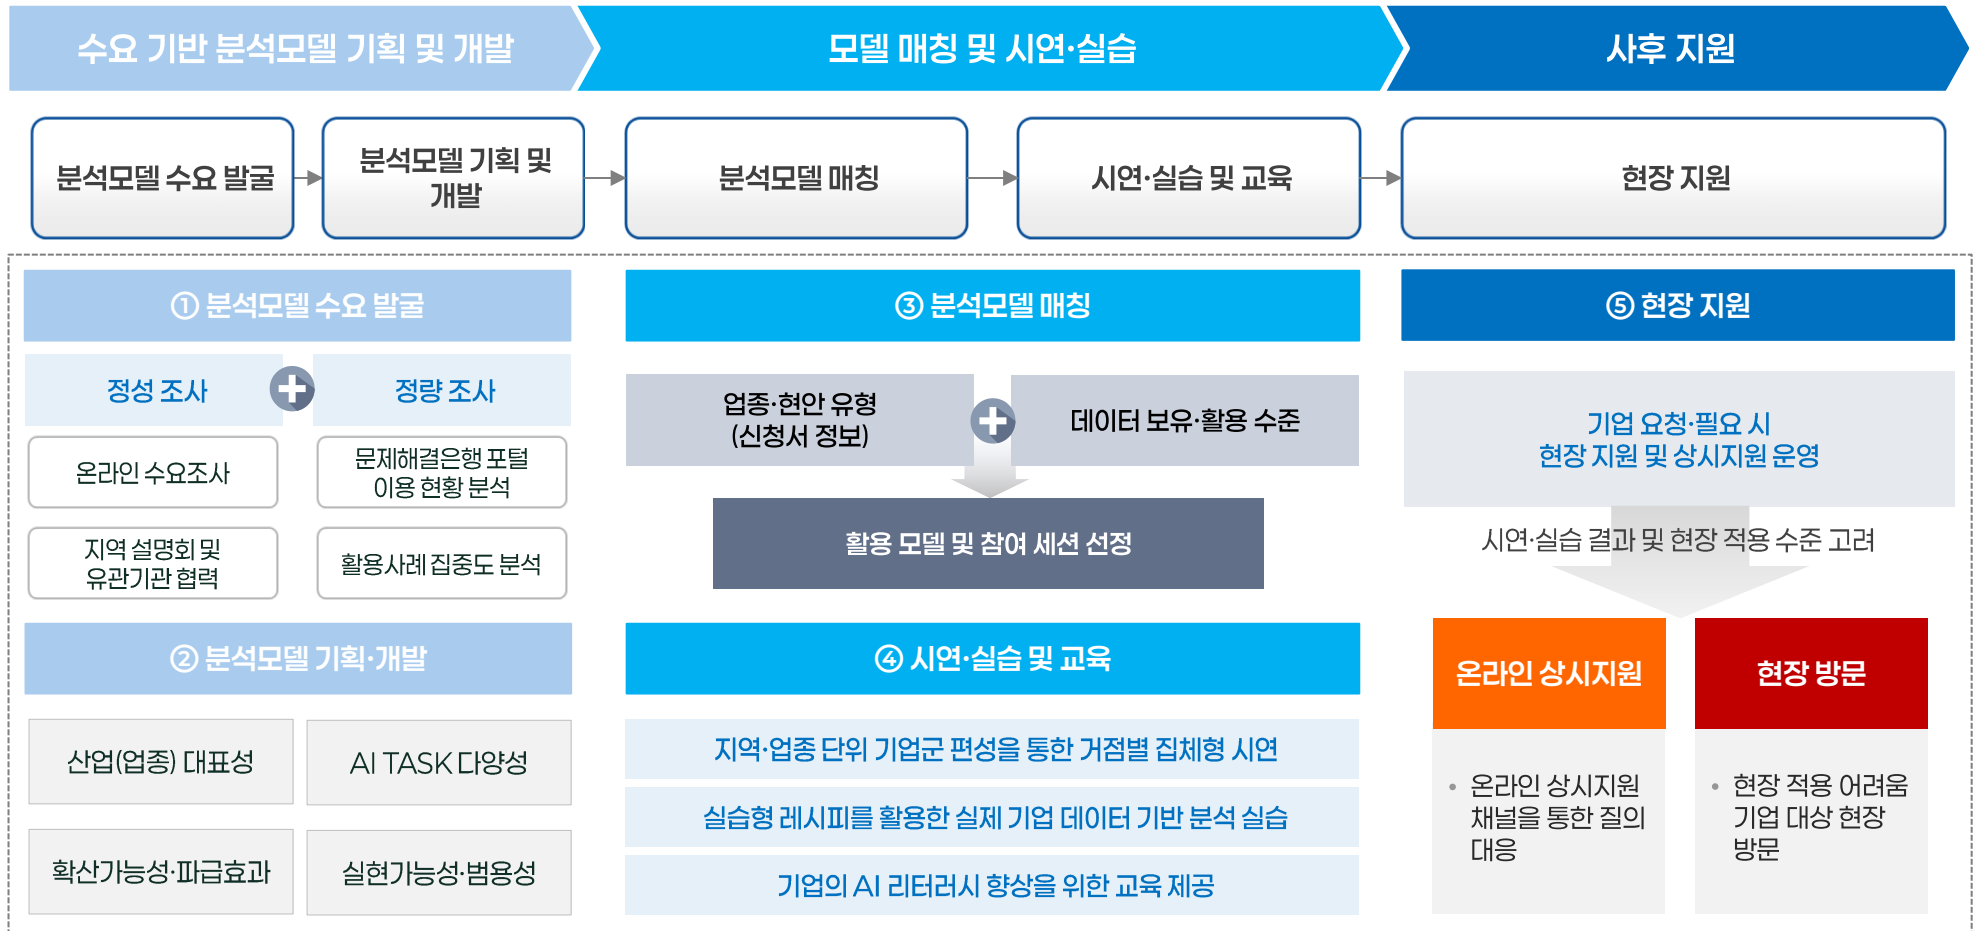 수요 기반 분석모델 기획 및 개발
모델 매칭 및 시연·실습
사후 지원
분석모델 수요 발굴
분석모델 기획 및
개발
분석모델 매칭
시연·실습 및 교육
현장 지원
① 분석모델 수요 발굴
정성 조사
정량 조사
온라인 수요조사
문제해결은행 포털
이용 현황 분석
지역 설명회 및
유관기관 협력
활용사례 집중도 분석
② 분석모델 기획·개발
산업(업종) 대표성
AI TASK 다양성
확산가능성·파급효과
실현가능성·범용성
③ 분석모델 매칭
업종·현안 유형
(신청서 정보)
데이터 보유·활용 수준
활용 모델 및 참여 세션 선정
④ 시연·실습 및 교육
지역·업종 단위 기업군 편성을 통한 거점별 집체형 시연
실습형 레시피를 활용한 실제 기업 데이터 기반 분석 실습
기업의 AI 리터러시 향상을 위한 교육 제공
⑤ 현장 지원
기업 요청·필요 시
현장 지원 및 상시지원 운영
시연·실습 결과 및 현장 적용 수준 고려
온라인 상시지원
• 온라인 상시지원
채널을 통한 질의
대응
현장 방문
• 현장 적용 어려움
기업 대상 현장
방문